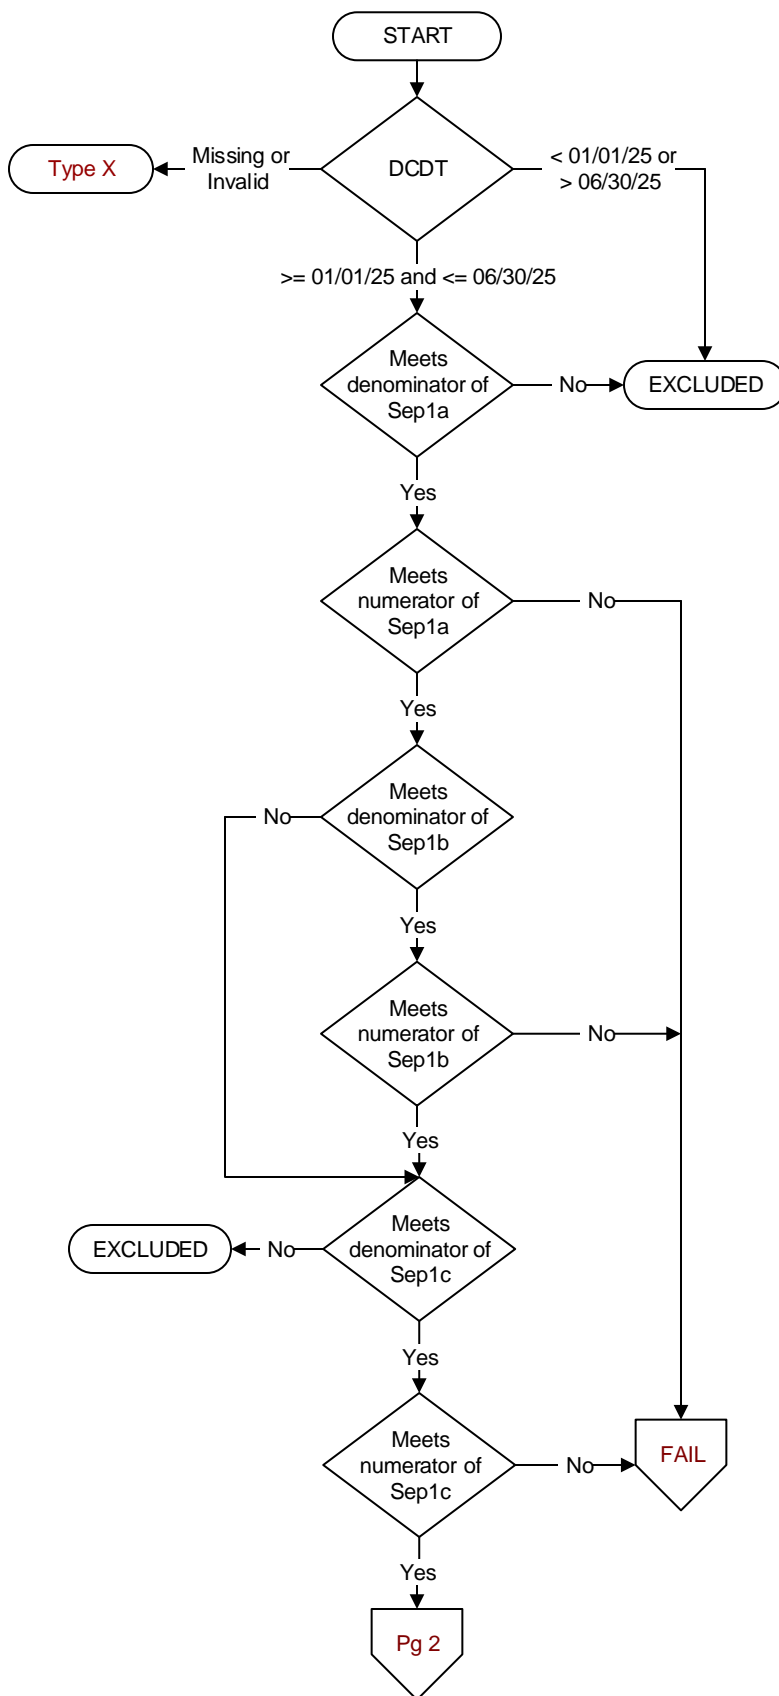 START
Missing or
Invalid
Type X
DCDT
< 01/01/25 or
> 06/30/25
>= 01/01/25 and <= 06/30/25
Meets
denominator of
Sep1a
No
EXCLUDED
Yes
Meets
numerator of
Sep1a
No
Yes
Meets
denominator of
Sep1b
No
Yes
Meets
numerator of
Sep1b
No
Yes
Meets
denominator of
Sep1c
No
EXCLUDED
Yes
Meets
numerator of
Sep1c
No
FAIL
Yes
Pg 2